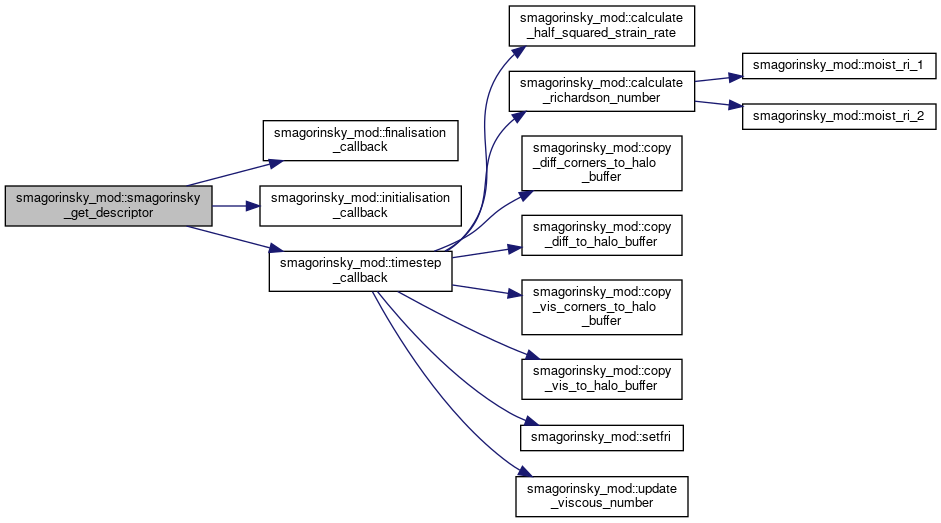 smagorinsky_mod::smagorinsky
_get_descriptor
smagorinsky_mod::finalisation
_callback
smagorinsky_mod::initialisation
_callback
smagorinsky_mod::timestep
_callback
smagorinsky_mod::calculate
_half_squared_strain_rate
smagorinsky_mod::calculate
_richardson_number
smagorinsky_mod::moist_ri_1
smagorinsky_mod::moist_ri_2
smagorinsky_mod::copy
_diff_corners_to_halo
_buffer
smagorinsky_mod::copy
_diff_to_halo_buffer
smagorinsky_mod::copy
_vis_corners_to_halo
_buffer
smagorinsky_mod::copy
_vis_to_halo_buffer
smagorinsky_mod::setfri
smagorinsky_mod::update
_viscous_number